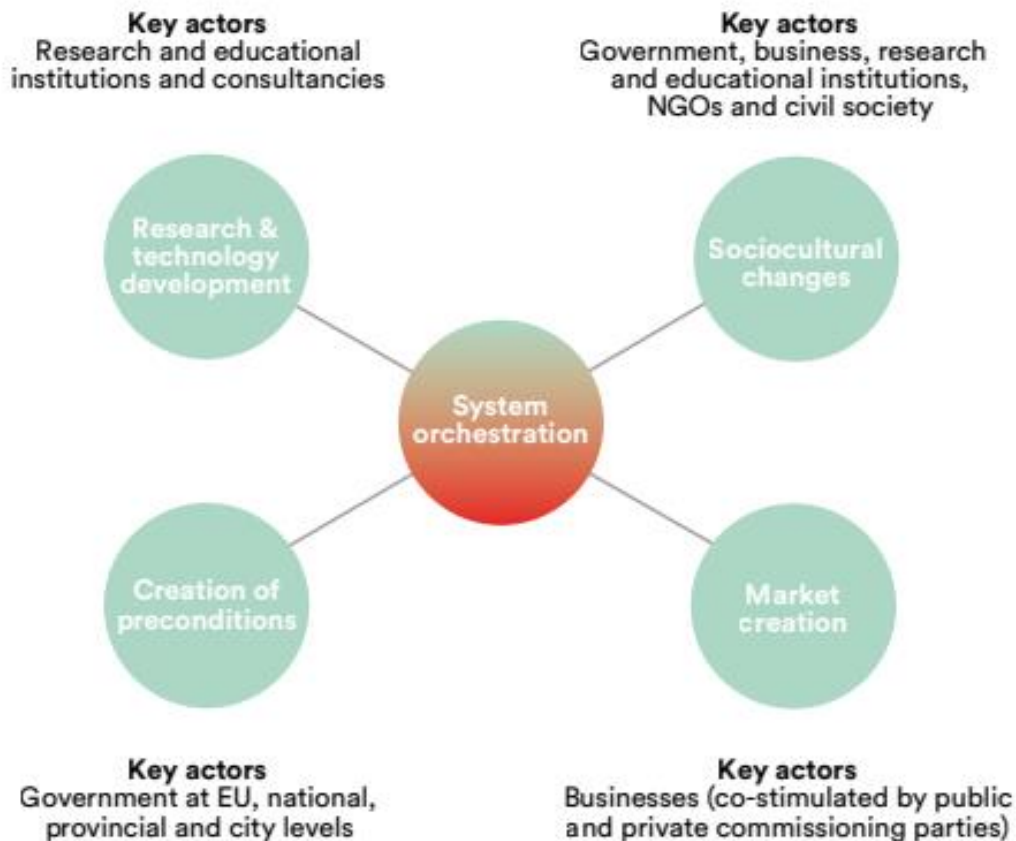 Key actors
Research and educational
institutions and consultancies
Key actors
Government, business, research
and educational institutions,
NGOs and civil society
Research &
technology
development
Sociocultural
changes
System
orchestration
Creation of
preconditions
Market
creation
Key actors
Government at EU, national,
provincial and city levels
Key actors
Businesses (co-stimulated by public
and private commissioning parties)